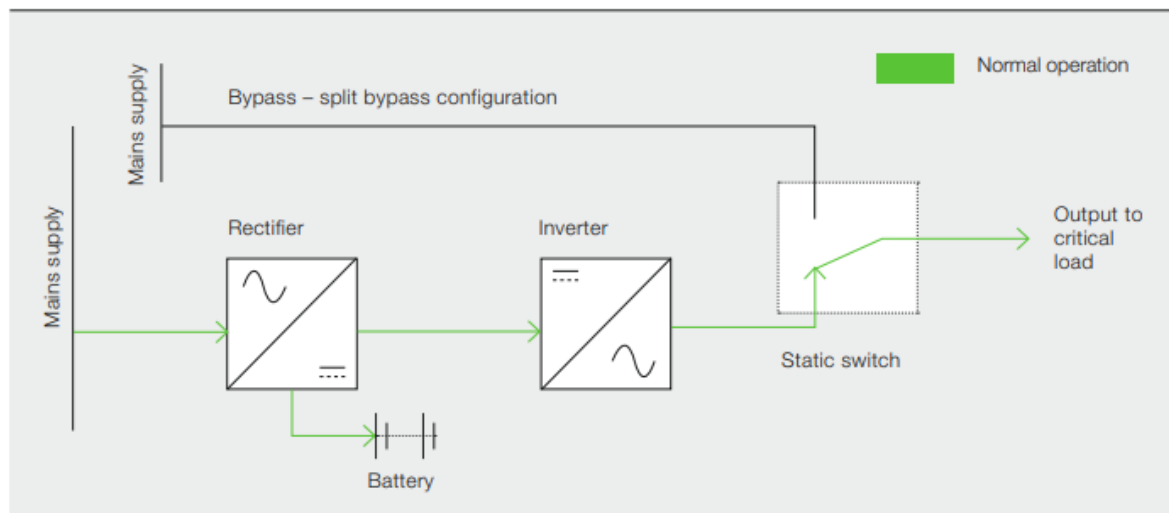 Normal operation
Mains supply
Bypass – split bypass configuration
Mains supply
Rectifier
Inverter
Output to
critical
load
Static switch
Battery